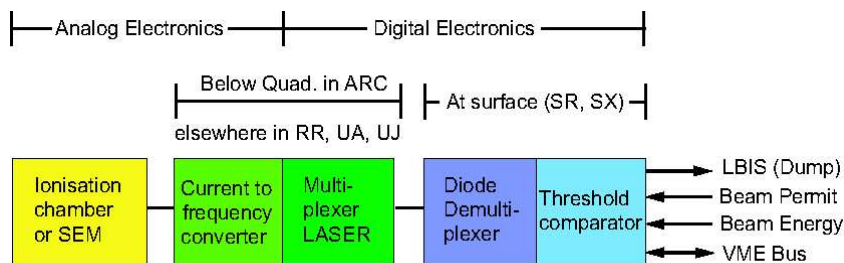 Analog Electronics
Digital Electronics
Below Quad. in ARC
At surface (SR, SX)
elsewhere in RR, UA, UJ
Ionisation
chamber
or SEM
Current to
frequency
converter
Multi-
plexer
LASER
Diode
Demulti-
plexer
Threshold
comparator
LBIS (Dump)
Beam Permit
Beam Energy
VME Bus